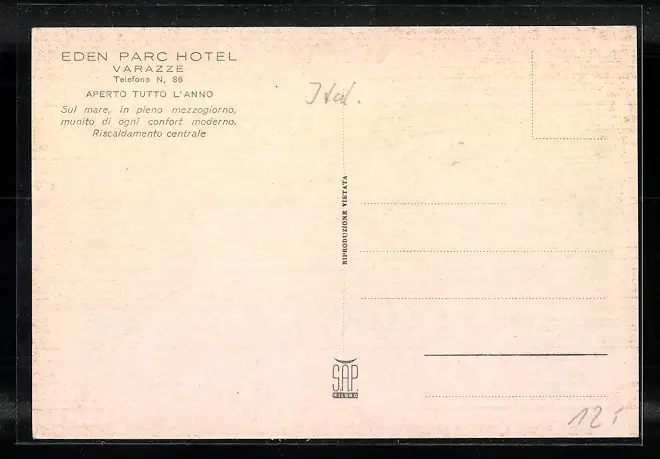 EDEN PARC HOTEL
VARAZZE
Telefono N. 86
APERTO TUTTO L'ANNO
Sul mare, in pieno mezzogiorno,
munito di ogni confort moderno.
Riscaldamento centrale
Ital.
RIPRODUZIONE VIETATA
S.A.P.
MILANO